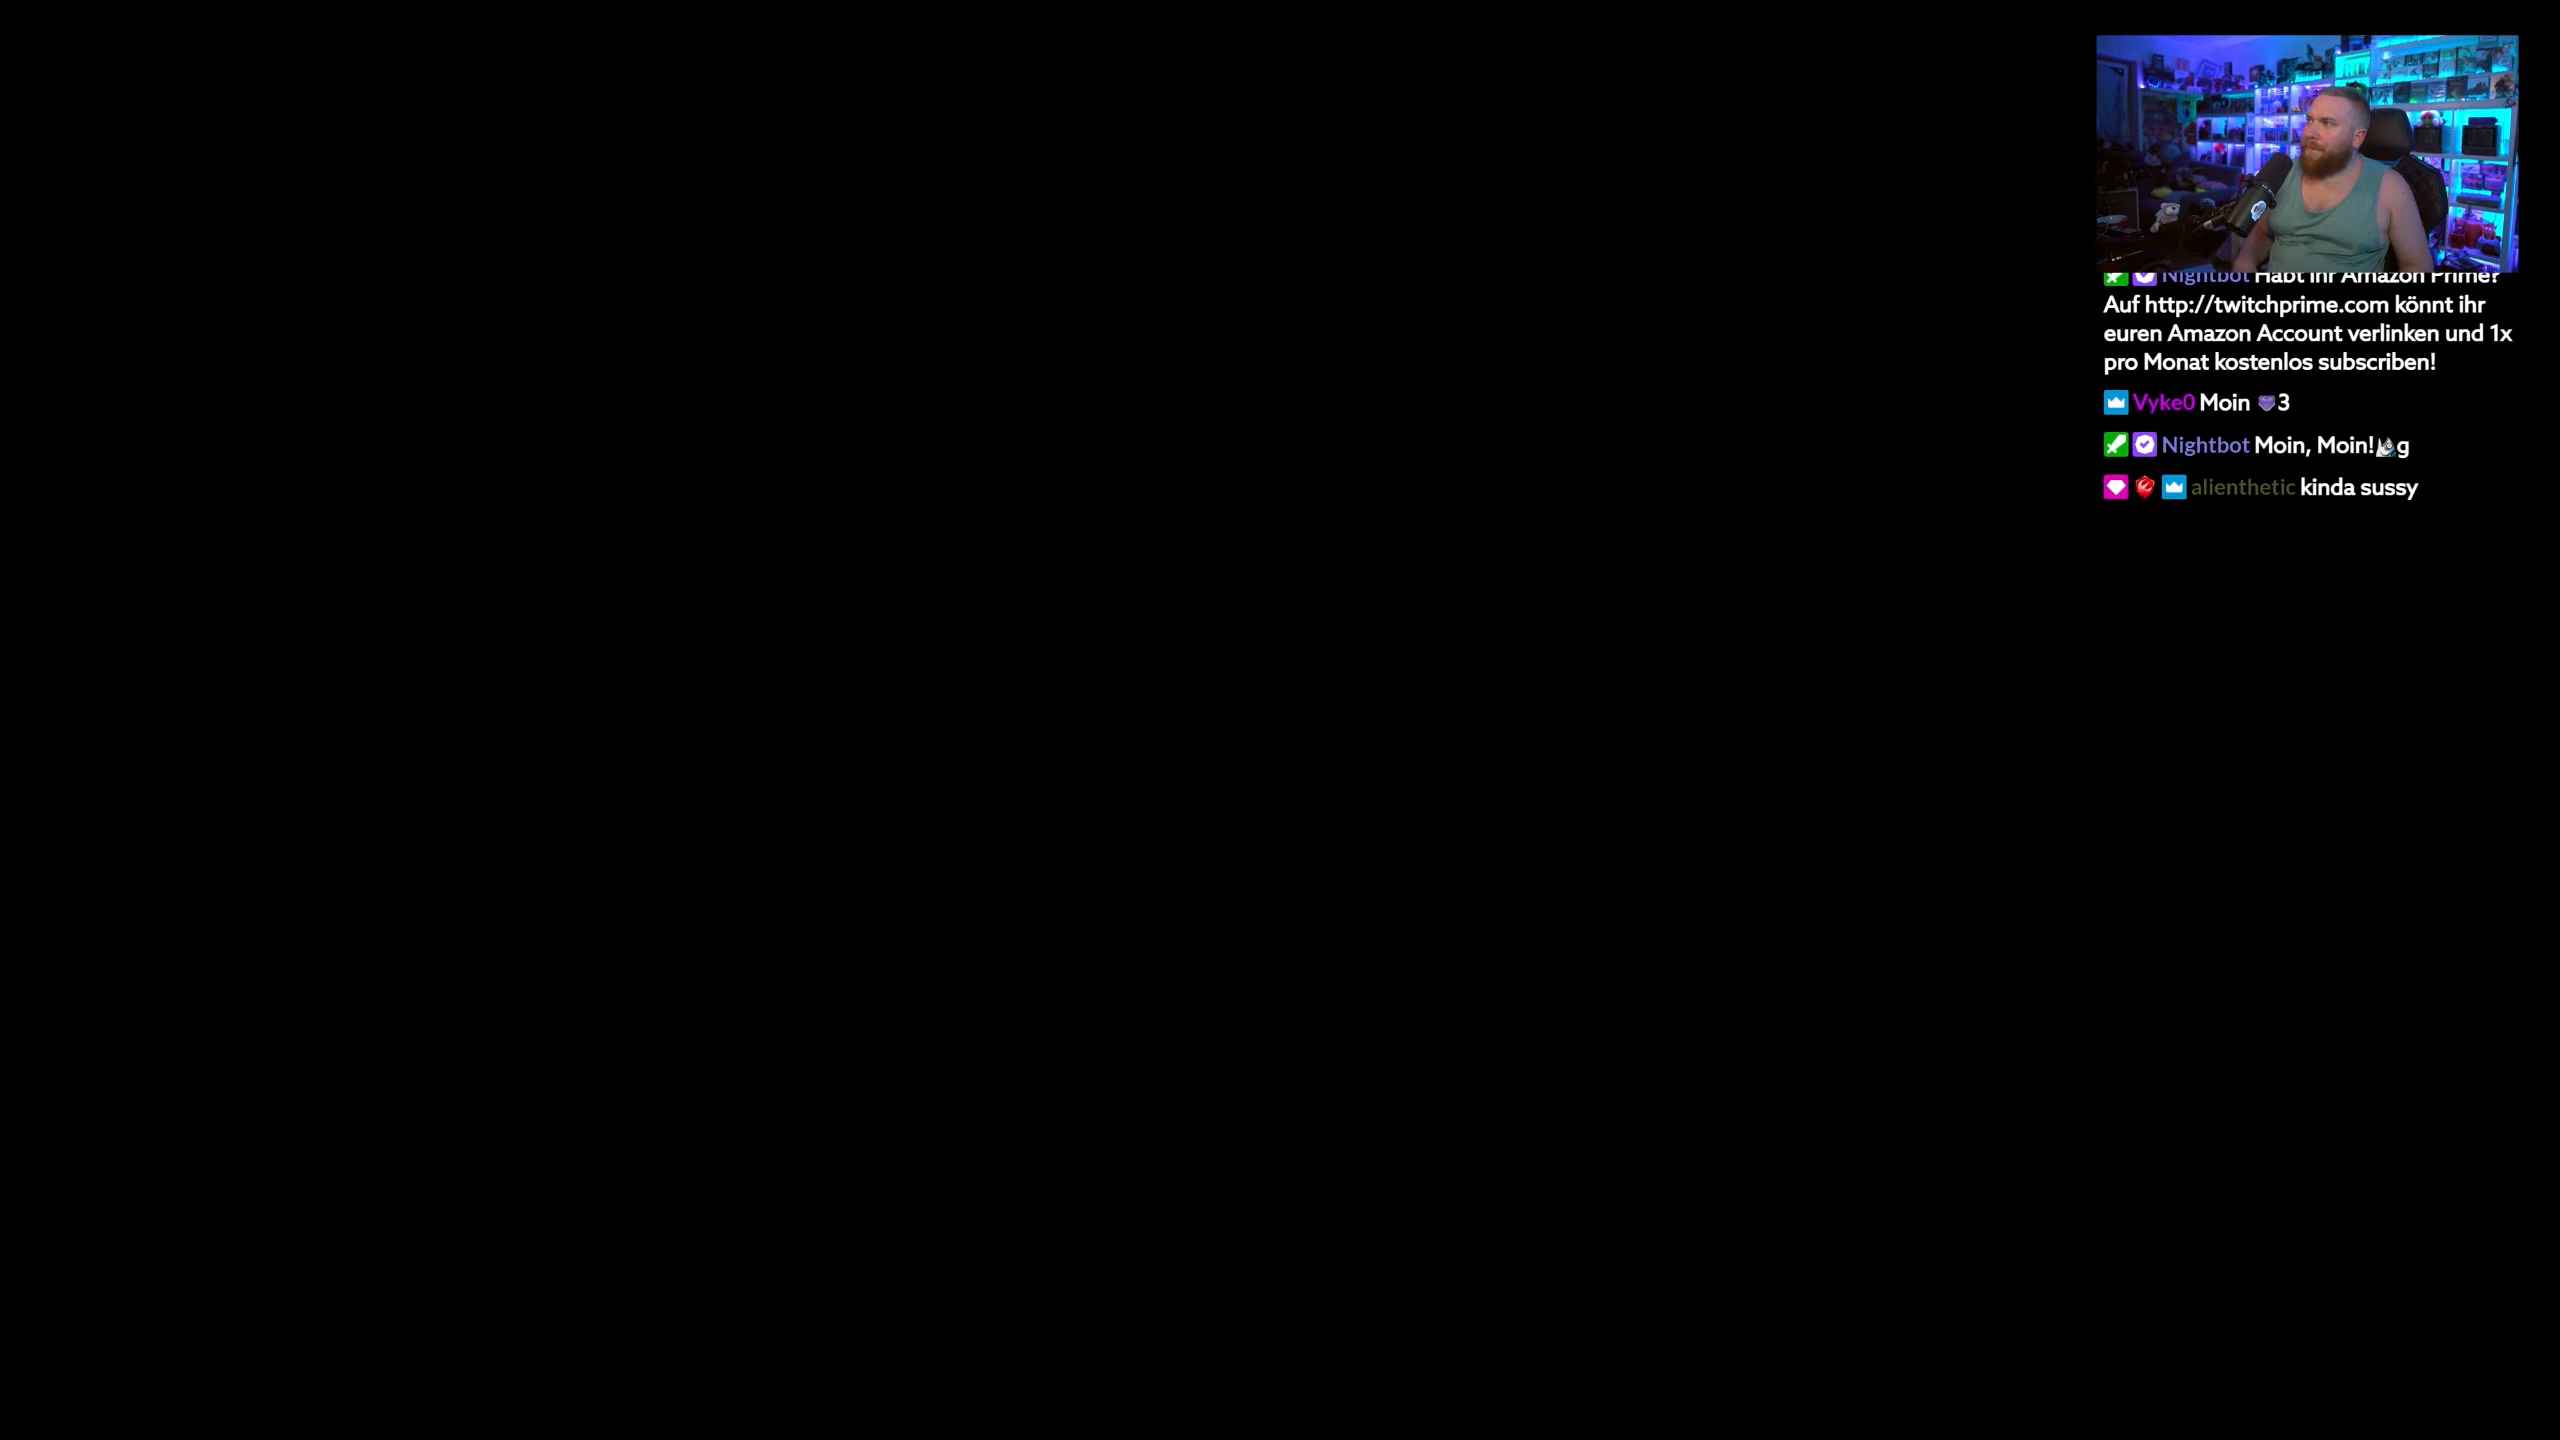 Nightbot Habt ihr Amazon Prime?
Auf http://twitchprime.com könnt ihr
euren Amazon Account verlinken und 1x
pro Monat kostenlos subscriben!
Vyke0 Moin 3
Nightbot Moin, Moin! g
alienthetic kinda sussy